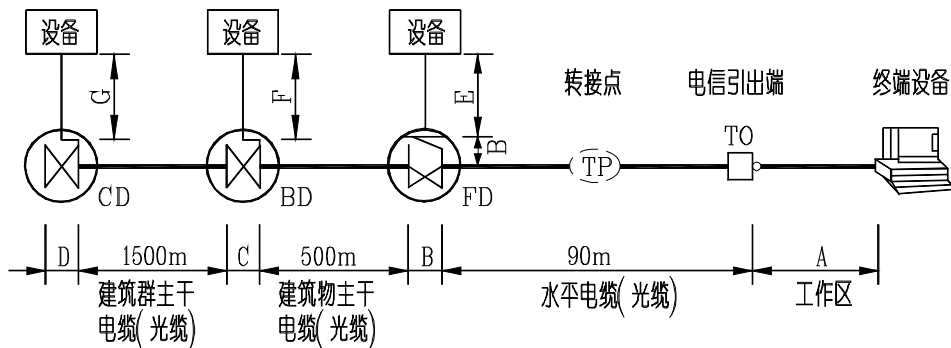 设备
设备
设备
G
F
E
B
转接点
电信引出端
终端设备
TO
TP
CD
BD
FD
D
1500m
C
500m
B
90m
A
建筑群主干
电缆(光缆)
建筑物主干
电缆(光缆)
水平电缆(光缆)
工作区